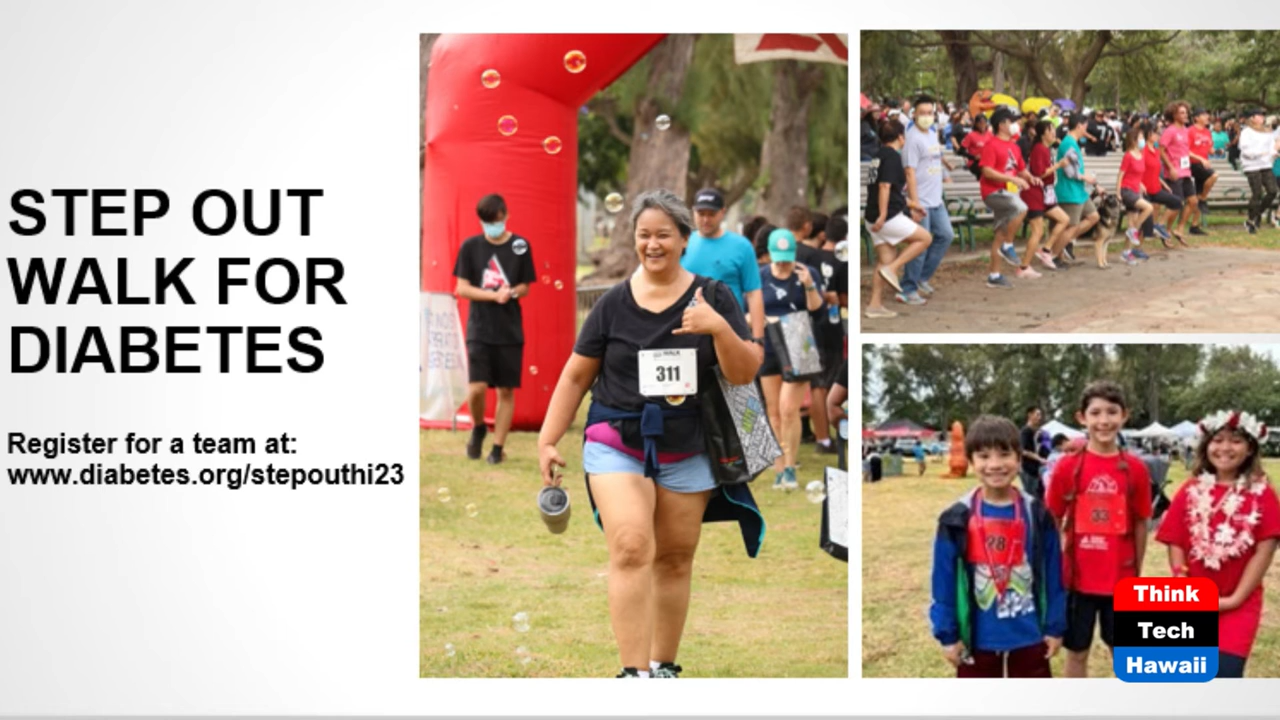 STEP OUT
WALK FOR
DIABETES
Register for a team at:
www.diabetes.org/stepouthi23
WALK
311
28
33
Think
Tech
Hawaii